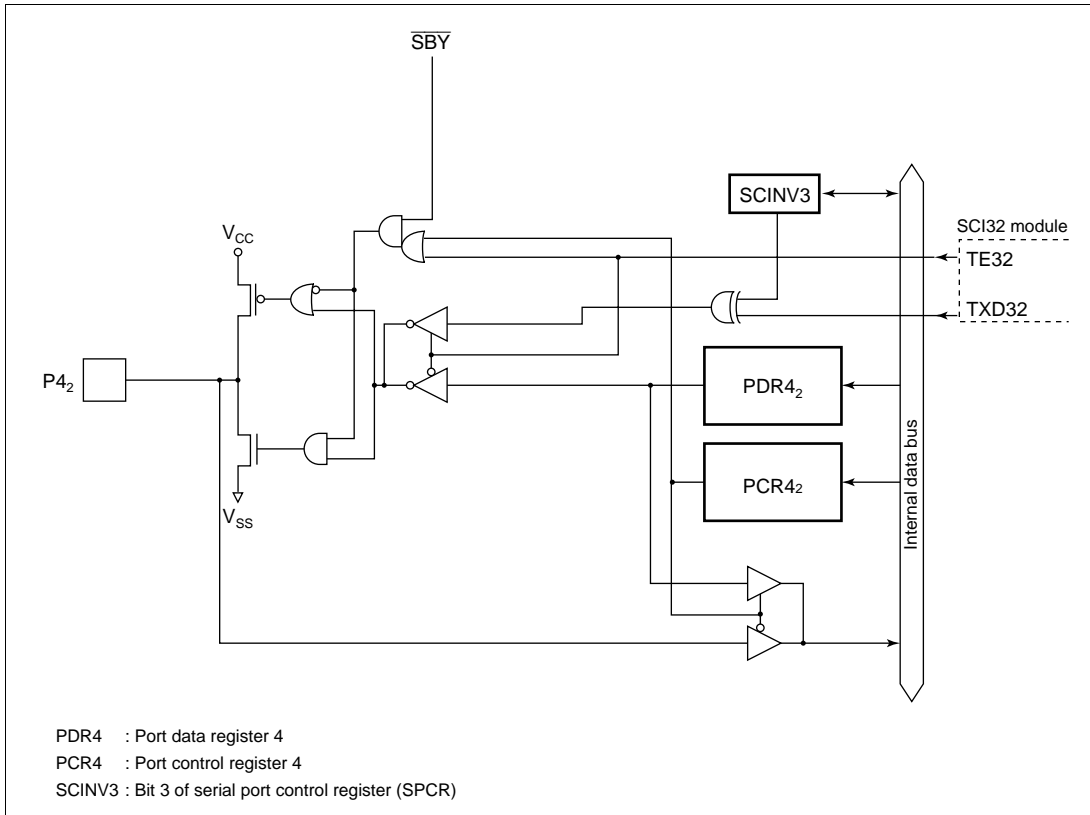 SBY
SCINV3
SCI32 module
TE32
TXD32
VCC
P42
PDR42
PCR42
VSS
Internal data bus
PDR4 : Port data register 4
PCR4 : Port control register 4
SCINV3 : Bit 3 of serial port control register (SPCR)